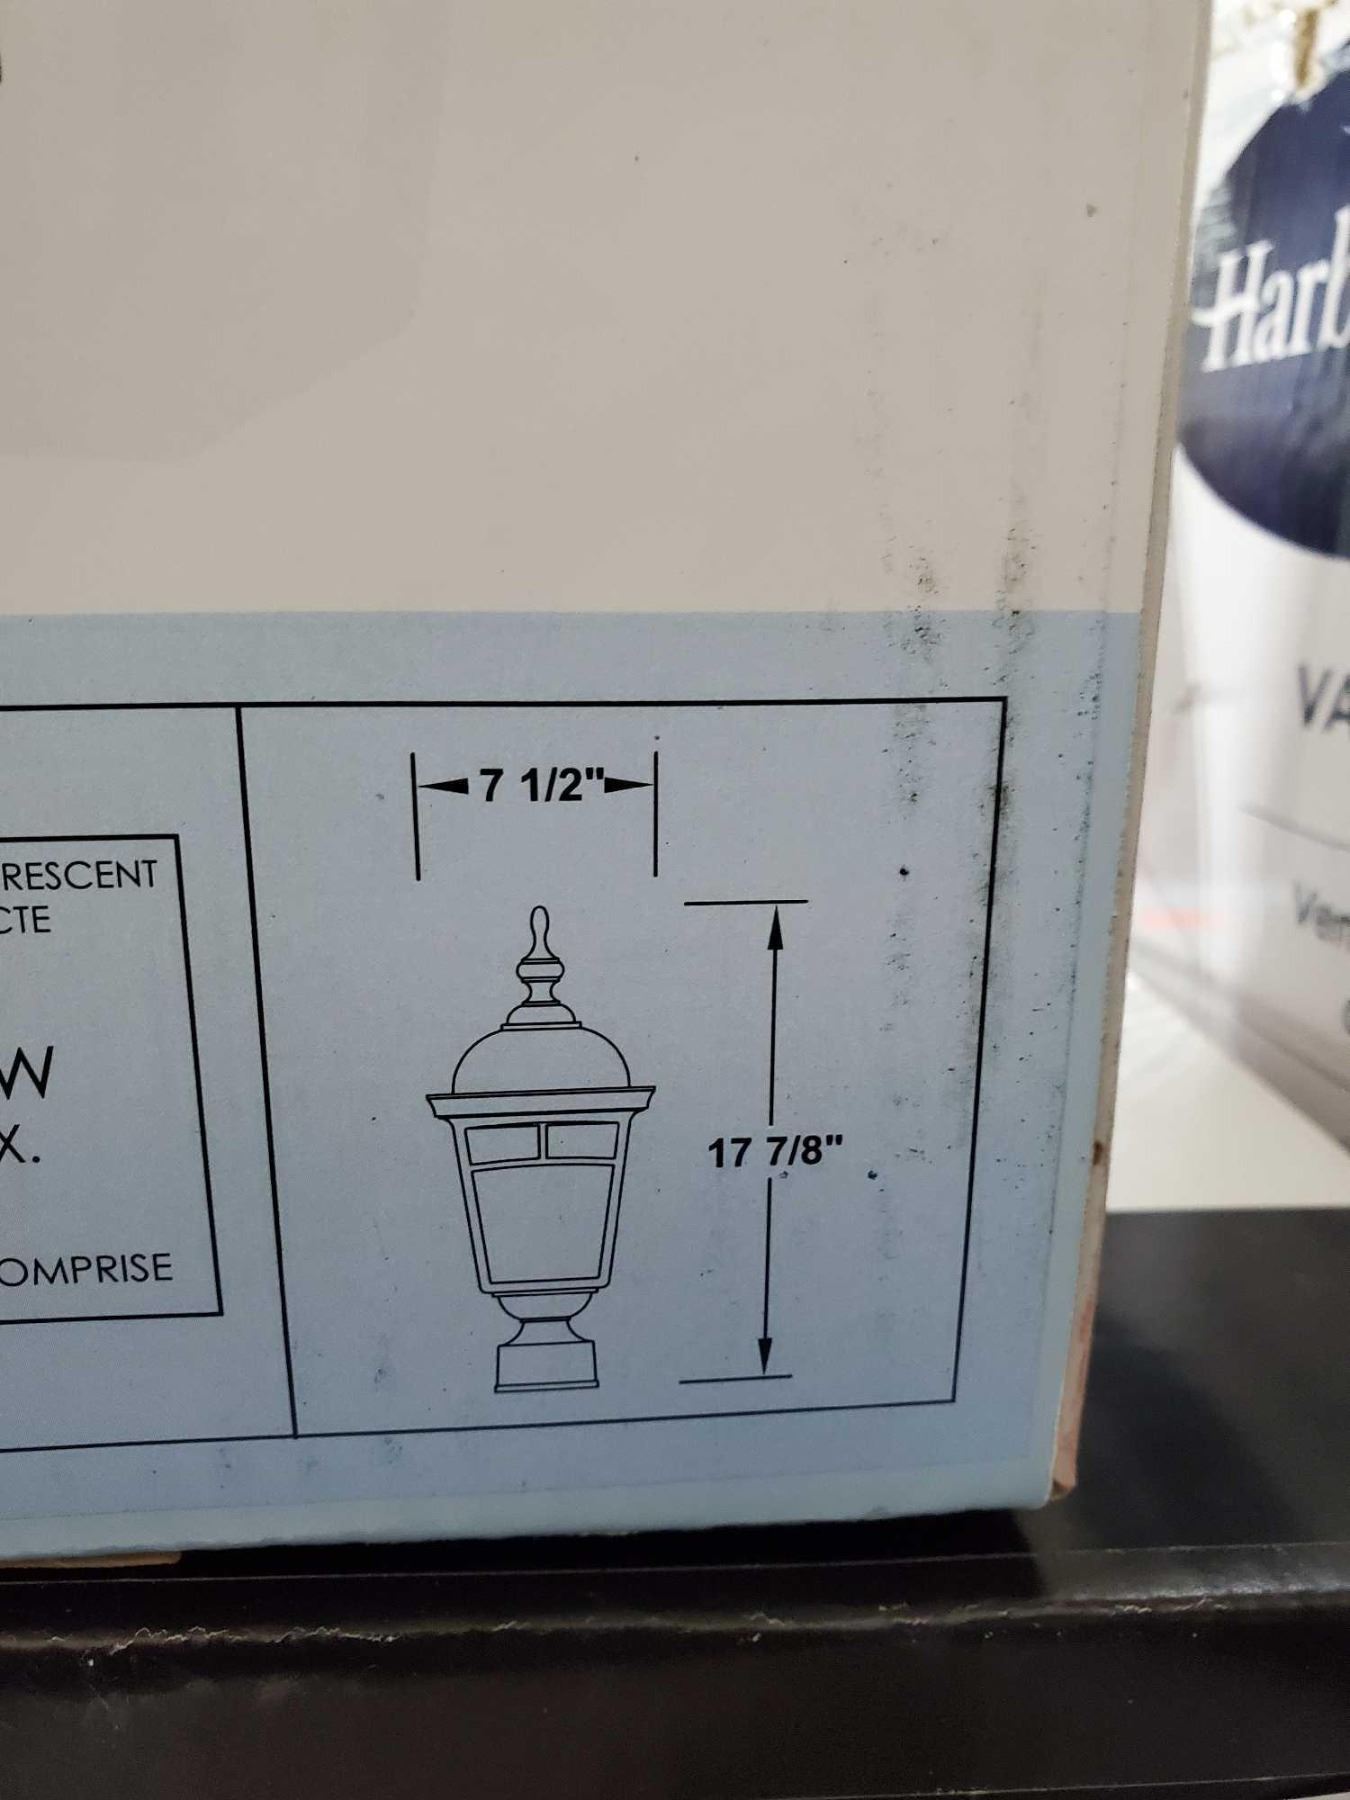 Harb
VA
Ven
7 1/2"
RESCENT
CTE
W
X.
17 7/8"
OMPRISE